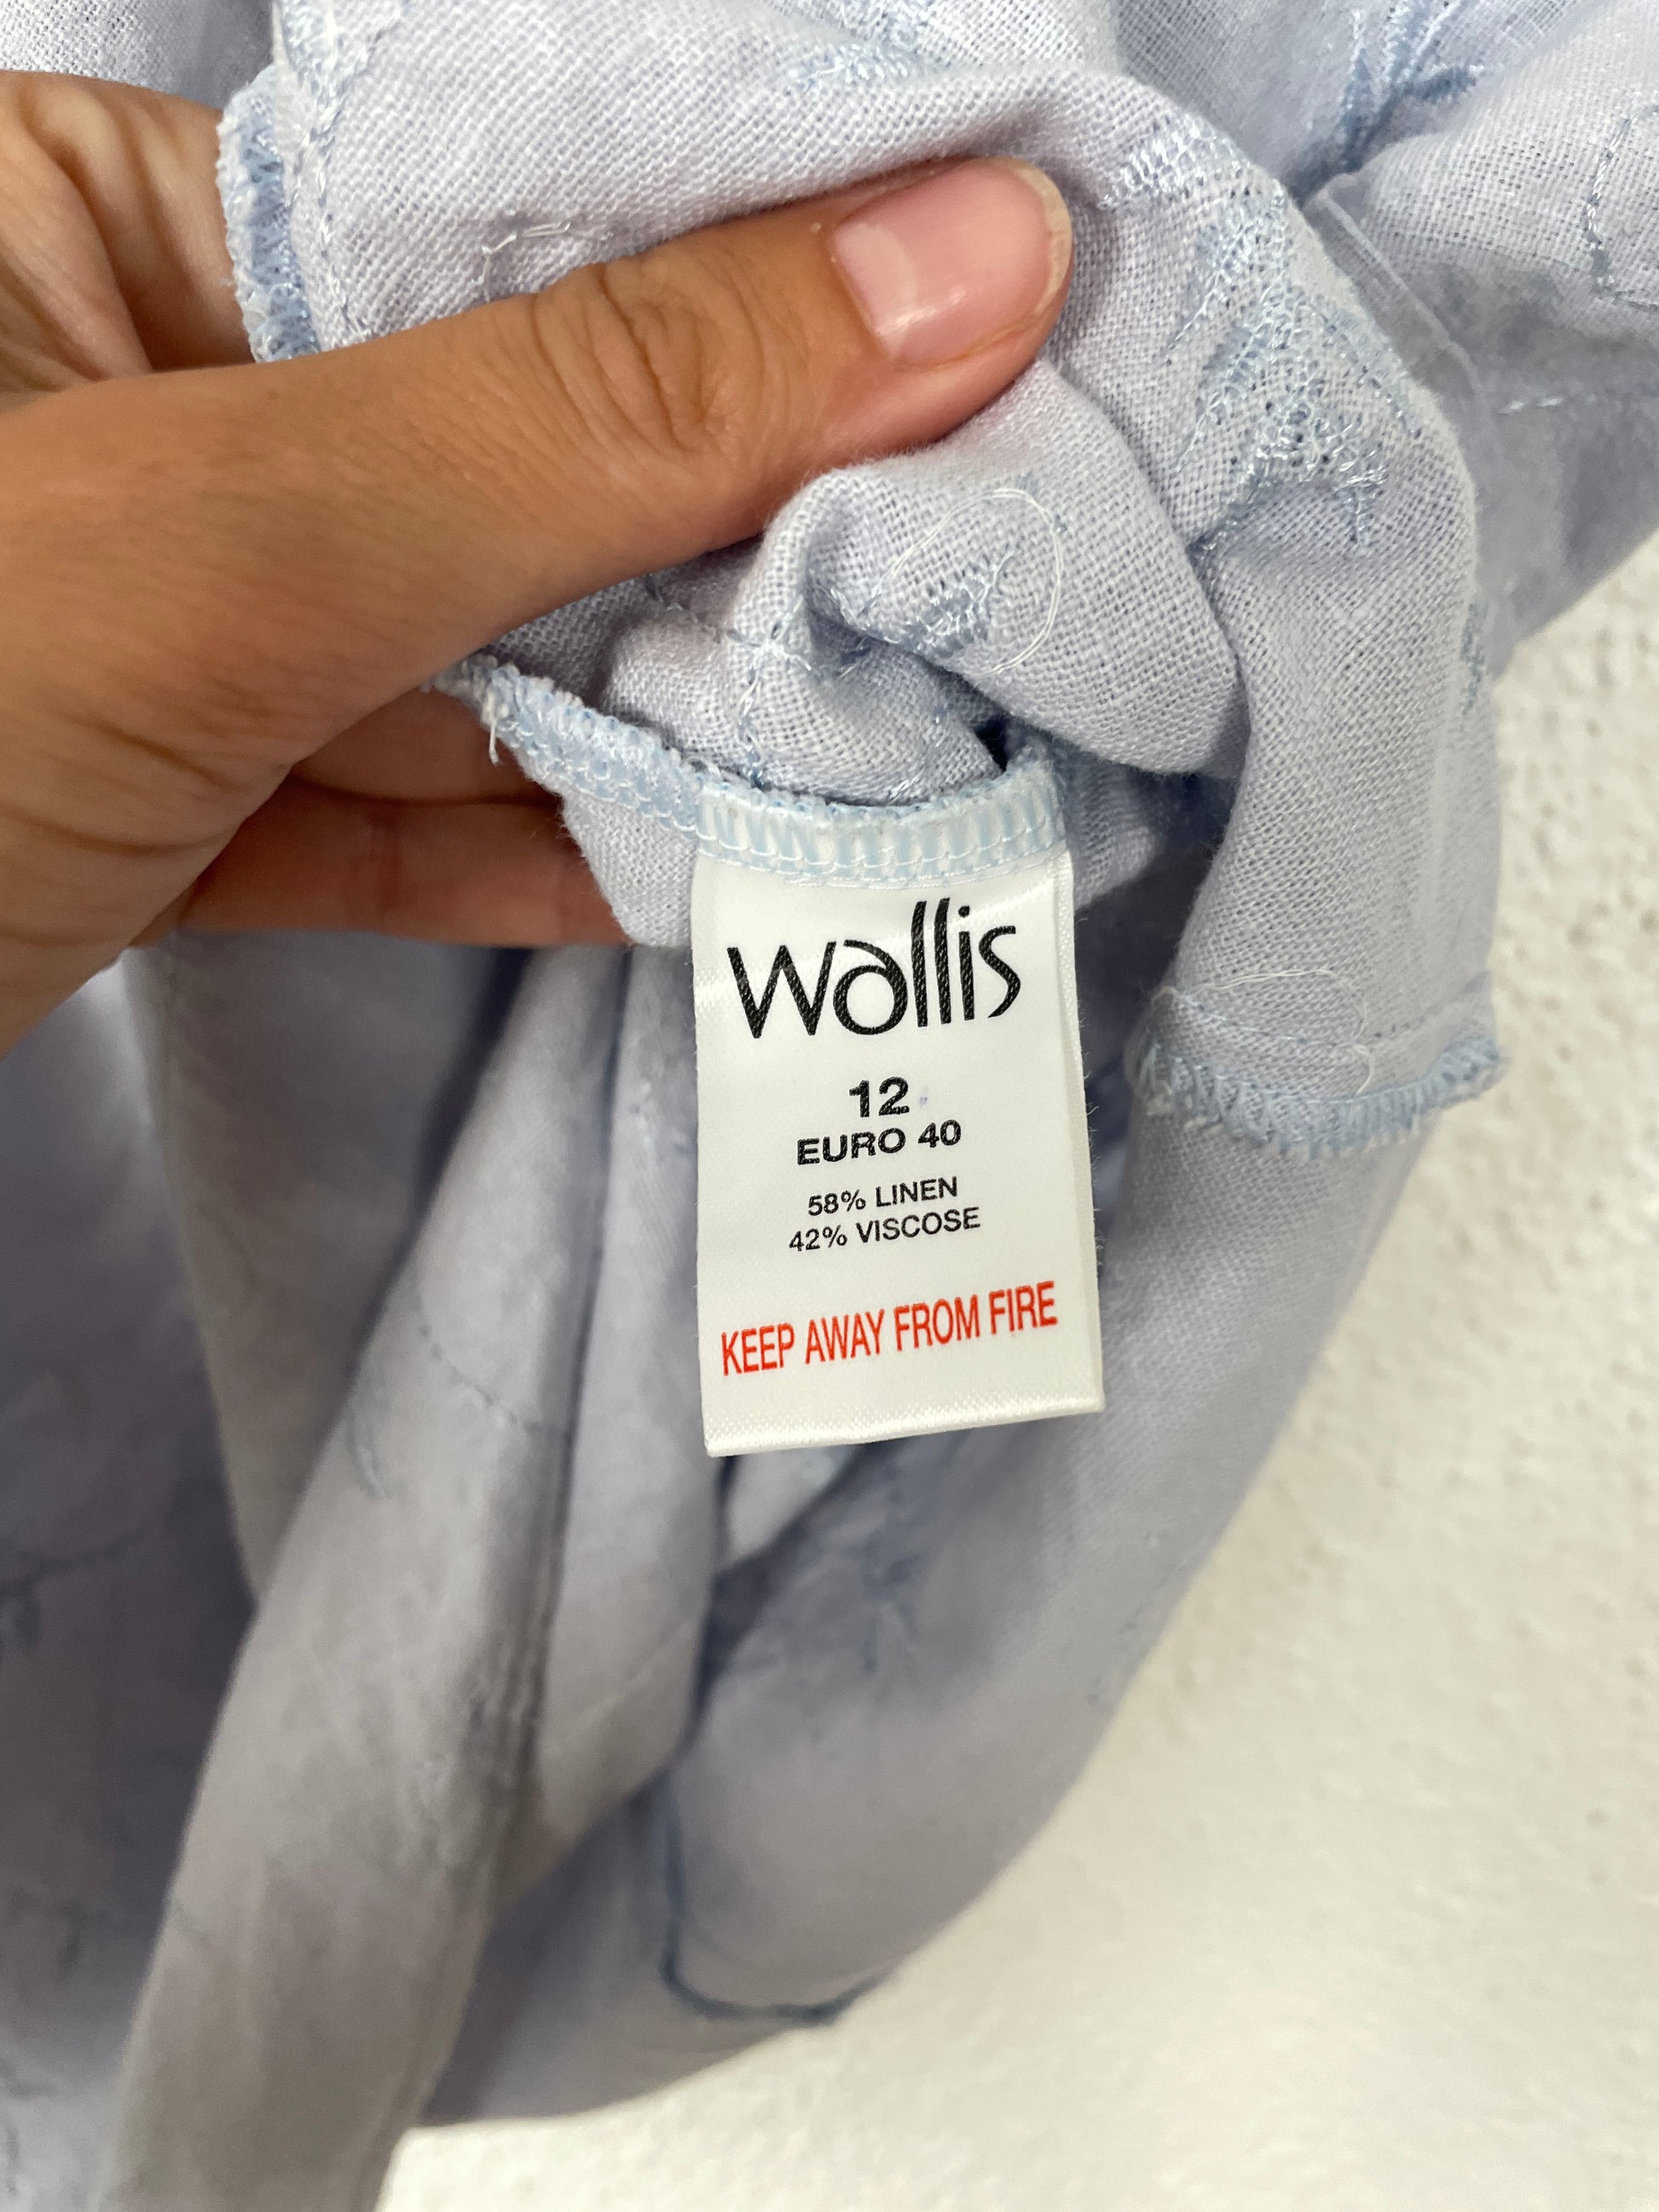 wallis
12
EURO 40
58% LINEN
42% VISCOSE
KEEP AWAY FROM FIRE